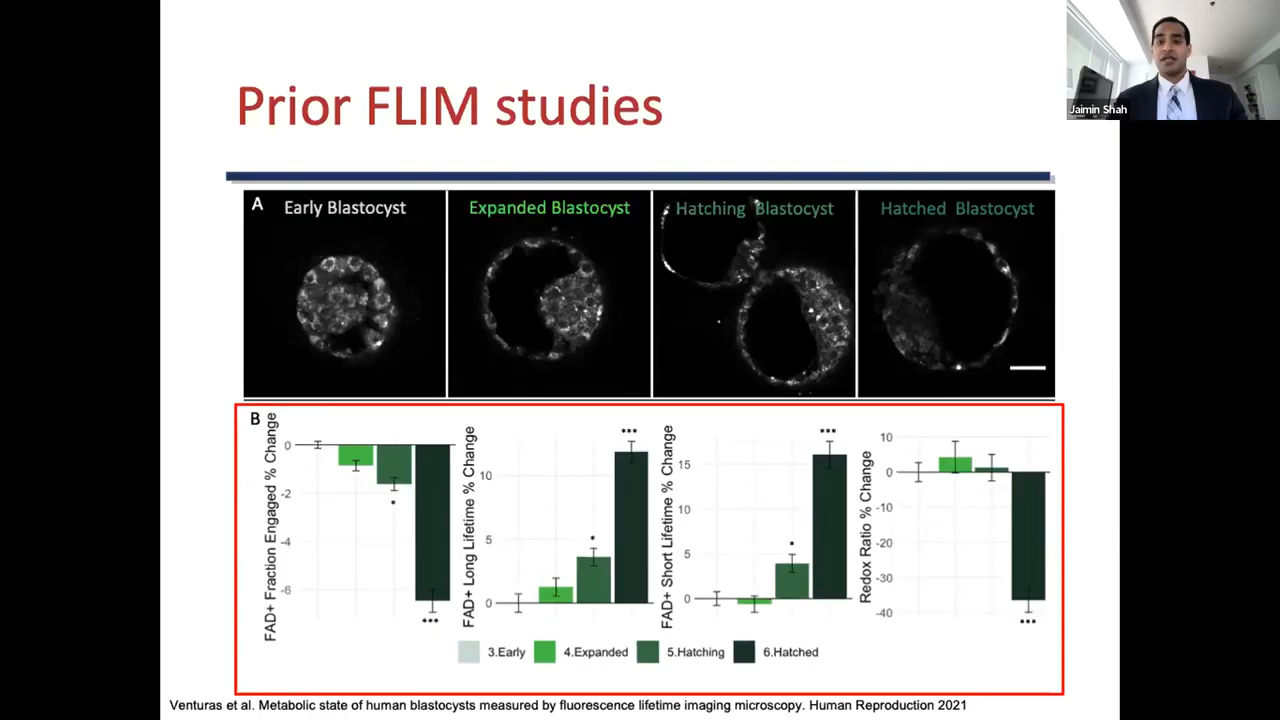 Jaimin Shah
Prior FLIM studies
A
Early Blastocyst
Expanded Blastocyst
Hatching Blastocyst
Hatched Blastocyst
B
FAD+ Fraction Engaged % Change
0
-2
-4
-6
*
***
FAD+ Long Lifetime % Change
10
5
0
*
***
FAD+ Short Lifetime % Change
15
10
5
0
*
***
Redox Ratio % Change
10
0
-10
-20
-30
-40
***
3.Early
4.Expanded
5.Hatching
6.Hatched
Venturas et al. Metabolic state of human blastocysts measured by fluorescence lifetime imaging microscopy. Human Reproduction 2021